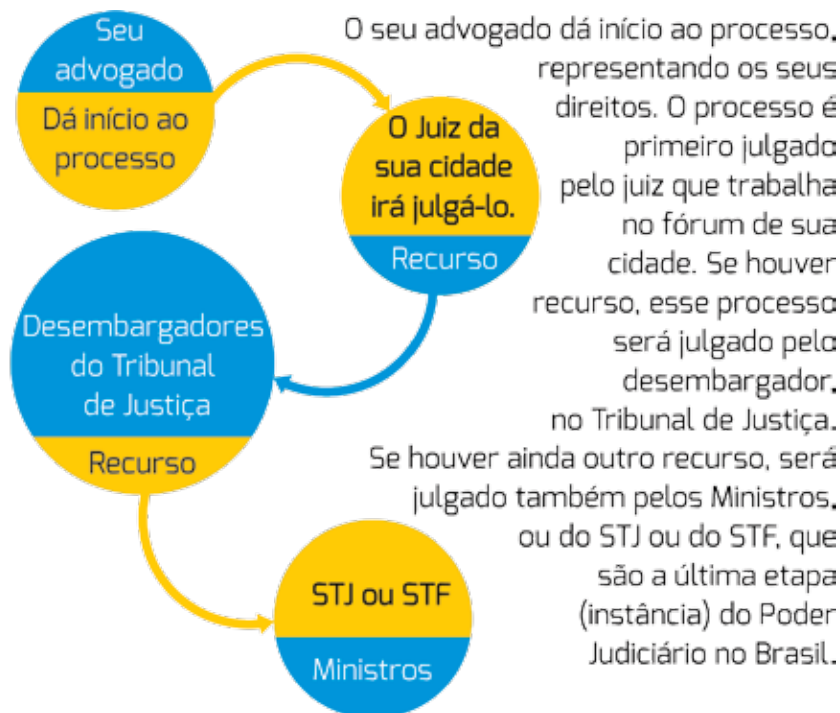 Seu
advogado
Dá início ao
processo
O Juiz da
sua cidade
irá julgá-lo.
Recurso
Desembargadores
do Tribunal
de Justiça
Recurso
STJ ou STF
Ministros
O seu advogado dá início ao processo,
representando os seus
direitos. O processo é
primeiro julgado
pelo juiz que trabalha
no fórum de sua
cidade. Se houver
recurso, esse processo
será julgado pelo
desembargador,
no Tribunal de Justiça.
Se houver ainda outro recurso, será
julgado também pelos Ministros,
ou do STJ ou do STF, que
são a última etapa
(instância) do Poder
Judiciário no Brasil.